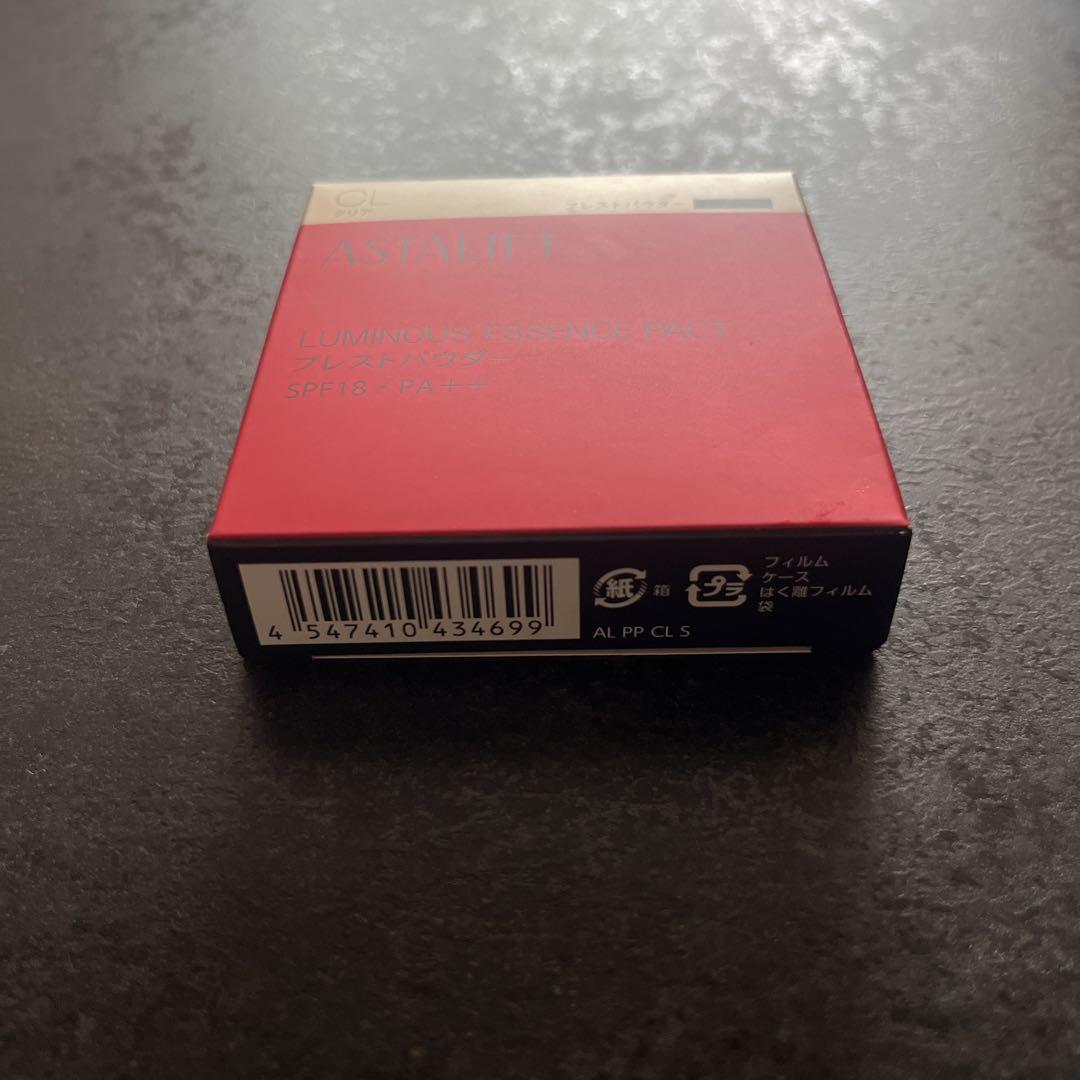 CL
クリア
プレストパウダー
ASTALIFT
LUMINOUS ESSENCE PACT
プレストパウダー
SPF18・PA++
4 547410 434699
紙 箱
プラ
フィルム
ケース
はく離フィルム
袋
AL PP CL S